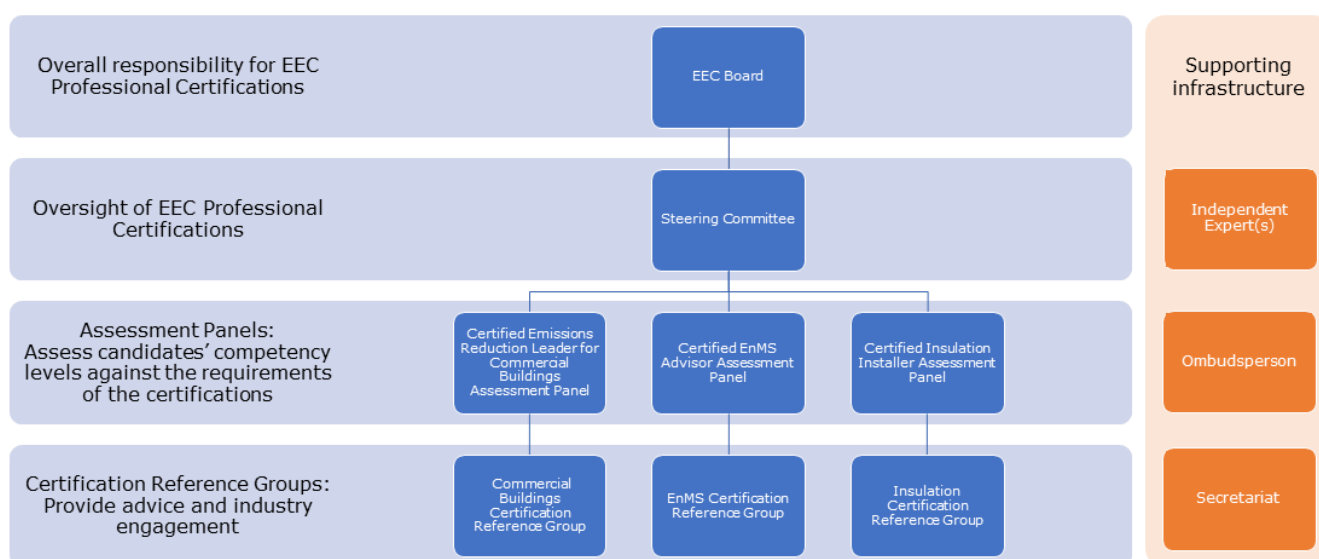 Overall responsibility for EEC
Professional Certifications
EEC Board
Supporting
infrastructure
Oversight of EEC Professional
Certifications
Steering Committee
Independent
Expert(s)
Assessment Panels:
Assess candidates’ competency
levels against the requirements
of the certifications
Certified Emissions
Reduction Leader for
Commercial
Buildings
Assessment Panel
Certified EnMS
Advisor Assessment
Panel
Certified Insulation
Installer Assessment
Panel
Ombudsperson
Certification Reference Groups:
Provide advice and industry
engagement
Commercial
Buildings
Certification
Reference Group
EnMS Certification
Reference Group
Insulation
Certification
Reference Group
Secretariat